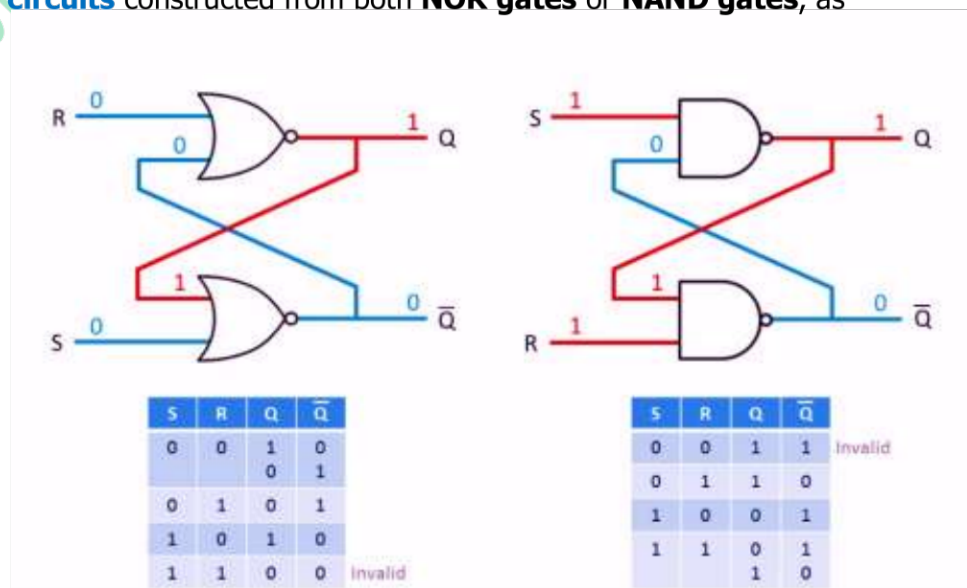 circuits constructed from both NOR gates or NAND gates, as
R 0
0
1 Q
1
S 0
0 Q̅
S 1
0
1 Q
1
R 1
0 Q̅
S R Q Q̅
0 0 1 0
0 1
0 1 0 1
1 0 1 0
1 1 0 0 Invalid
S R Q Q̅
0 0 1 1 Invalid
0 1 1 0
1 0 0 1
1 1 0 1
1 0